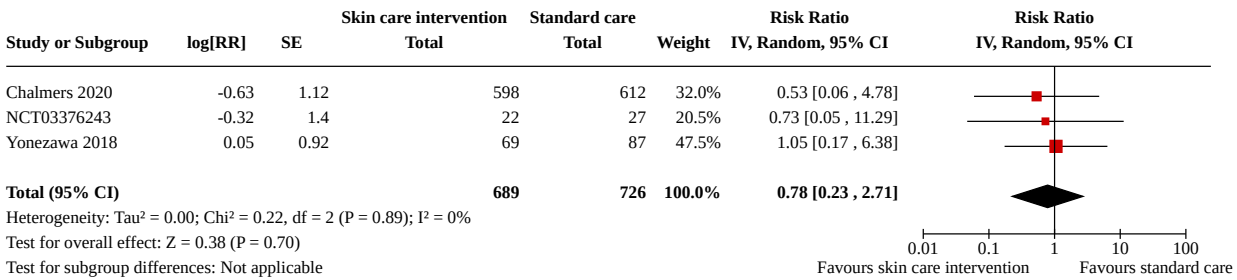 Skin care intervention Standard care Risk Ratio Risk Ratio
Study or Subgroup log[RR] SE Total Total Weight IV, Random, 95% CI IV, Random, 95% CI
Chalmers 2020 -0.63 1.12 598 612 32.0% 0.53 [0.06 , 4.78]
NCT03376243 -0.32 1.4 22 27 20.5% 0.73 [0.05 , 11.29]
Yonezawa 2018 0.05 0.92 69 87 47.5% 1.05 [0.17 , 6.38]
Total (95% CI) 689 726 100.0% 0.78 [0.23 , 2.71]
Heterogeneity: Tau² = 0.00; Chi² = 0.22, df = 2 (P = 0.89); I² = 0%
Test for overall effect: Z = 0.38 (P = 0.70) 0.01 0.1 1 10 100
Test for subgroup differences: Not applicable Favours skin care intervention Favours standard care